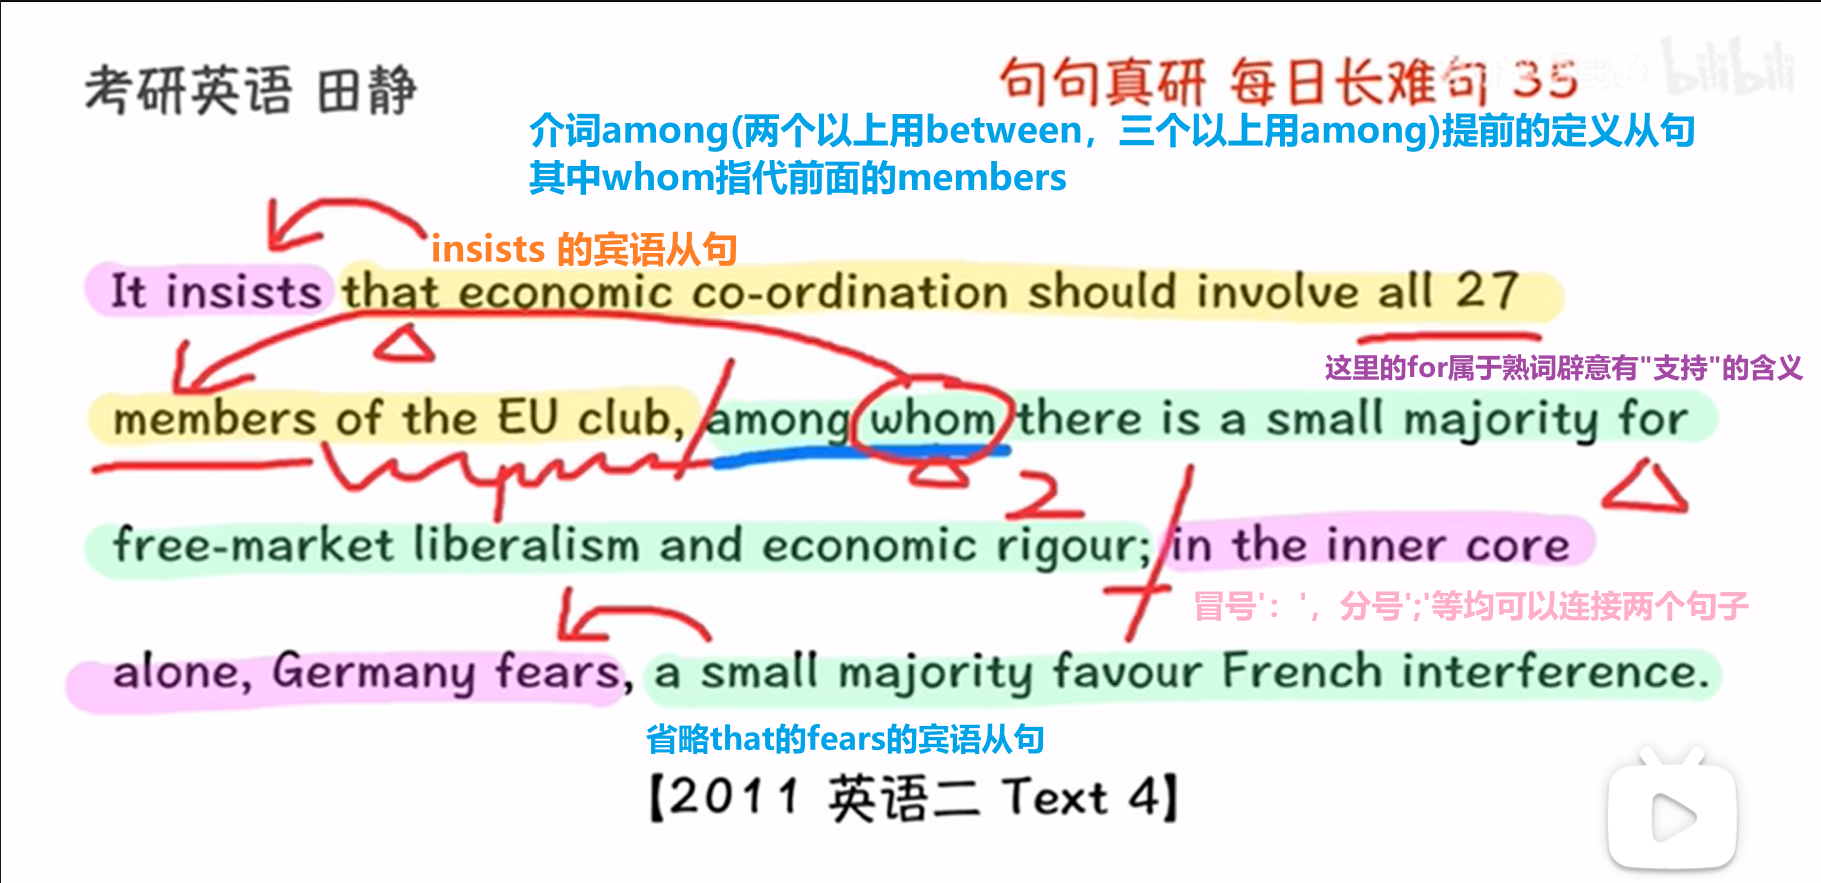 考研英语 田静
句句真研 每日长难句 35
bilibili
介词among(两个以上用between，三个以上用among)提前的定义从句
其中whom指代前面的members
insists 的宾语从句
It insists that economic co-ordination should involve all 27
这里的for属于熟词辟意有"支持"的含义
members of the EU club, among whom there is a small majority for
2
free-market liberalism and economic rigour; in the inner core
冒号'：'，分号';'等均可以连接两个句子
alone, Germany fears, a small majority favour French interference.
省略that的fears的宾语从句
【2011 英语二 Text 4】